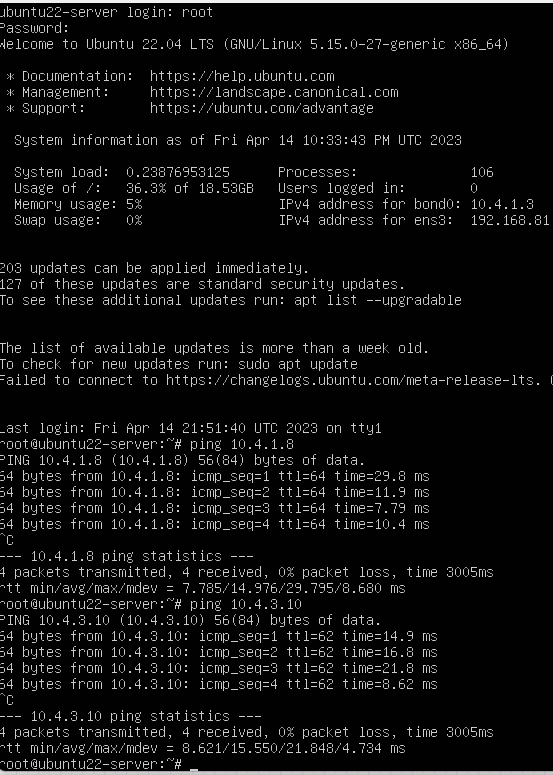 ubuntu22-server login: root
Password:
Welcome to Ubuntu 22.04 LTS (GNU/Linux 5.15.0-27-generic x86_64)
* Documentation: https://help.ubuntu.com
* Management: https://landscape.canonical.com
* Support: https://ubuntu.com/advantage
System information as of Fri Apr 14 10:33:43 PM UTC 2023
System load: 0.23876953125 Processes: 106
Usage of /: 36.3% of 18.53GB Users logged in: 0
Memory usage: 5% IPv4 address for bond0: 10.4.1.3
Swap usage: 0% IPv4 address for ens3: 192.168.81
203 updates can be applied immediately.
127 of these updates are standard security updates.
To see these additional updates run: apt list --upgradable
The list of available updates is more than a week old.
To check for new updates run: sudo apt update
Failed to connect to https://changelogs.ubuntu.com/meta-release-lts.
Last login: Fri Apr 14 21:51:40 UTC 2023 on tty1
root@ubuntu22-server:~# ping 10.4.1.8
PING 10.4.1.8 (10.4.1.8) 56(84) bytes of data.
64 bytes from 10.4.1.8: icmp_seq=1 ttl=64 time=29.8 ms
64 bytes from 10.4.1.8: icmp_seq=2 ttl=64 time=11.9 ms
64 bytes from 10.4.1.8: icmp_seq=3 ttl=64 time=7.79 ms
64 bytes from 10.4.1.8: icmp_seq=4 ttl=64 time=10.4 ms
^C
--- 10.4.1.8 ping statistics ---
4 packets transmitted, 4 received, 0% packet loss, time 3005ms
rtt min/avg/max/mdev = 7.785/14.976/29.795/8.680 ms
root@ubuntu22-server:~# ping 10.4.3.10
PING 10.4.3.10 (10.4.3.10) 56(84) bytes of data.
64 bytes from 10.4.3.10: icmp_seq=1 ttl=62 time=14.9 ms
64 bytes from 10.4.3.10: icmp_seq=2 ttl=62 time=16.8 ms
64 bytes from 10.4.3.10: icmp_seq=3 ttl=62 time=21.8 ms
64 bytes from 10.4.3.10: icmp_seq=4 ttl=62 time=8.62 ms
^C
--- 10.4.3.10 ping statistics ---
4 packets transmitted, 4 received, 0% packet loss, time 3005ms
rtt min/avg/max/mdev = 8.621/15.550/21.848/4.734 ms
root@ubuntu22-server:~# _